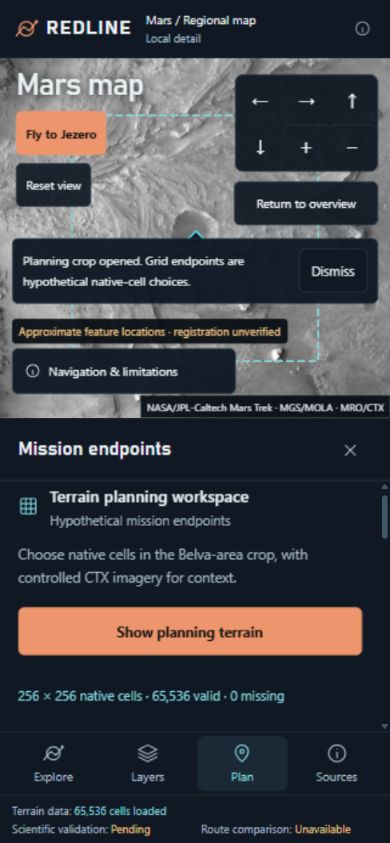 REDLINE
Mars / Regional map
Local detail
Mars map
Fly to Jezero
← → ↑
↓ + −
Reset view
Return to overview
Planning crop opened. Grid endpoints are
hypothetical native-cell choices.
Dismiss
Approximate feature locations · registration unverified
Navigation & limitations
NASA/JPL-Caltech Mars Trek · MGS/MOLA · MRO/CTX
Mission endpoints
Terrain planning workspace
Hypothetical mission endpoints
Choose native cells in the Belva-area crop, with
controlled CTX imagery for context.
Show planning terrain
256 × 256 native cells · 65,536 valid · 0 missing
Explore
Layers
Plan
Sources
Terrain data: 65,536 cells loaded
Scientific validation: Pending
Route comparison: Unavailable